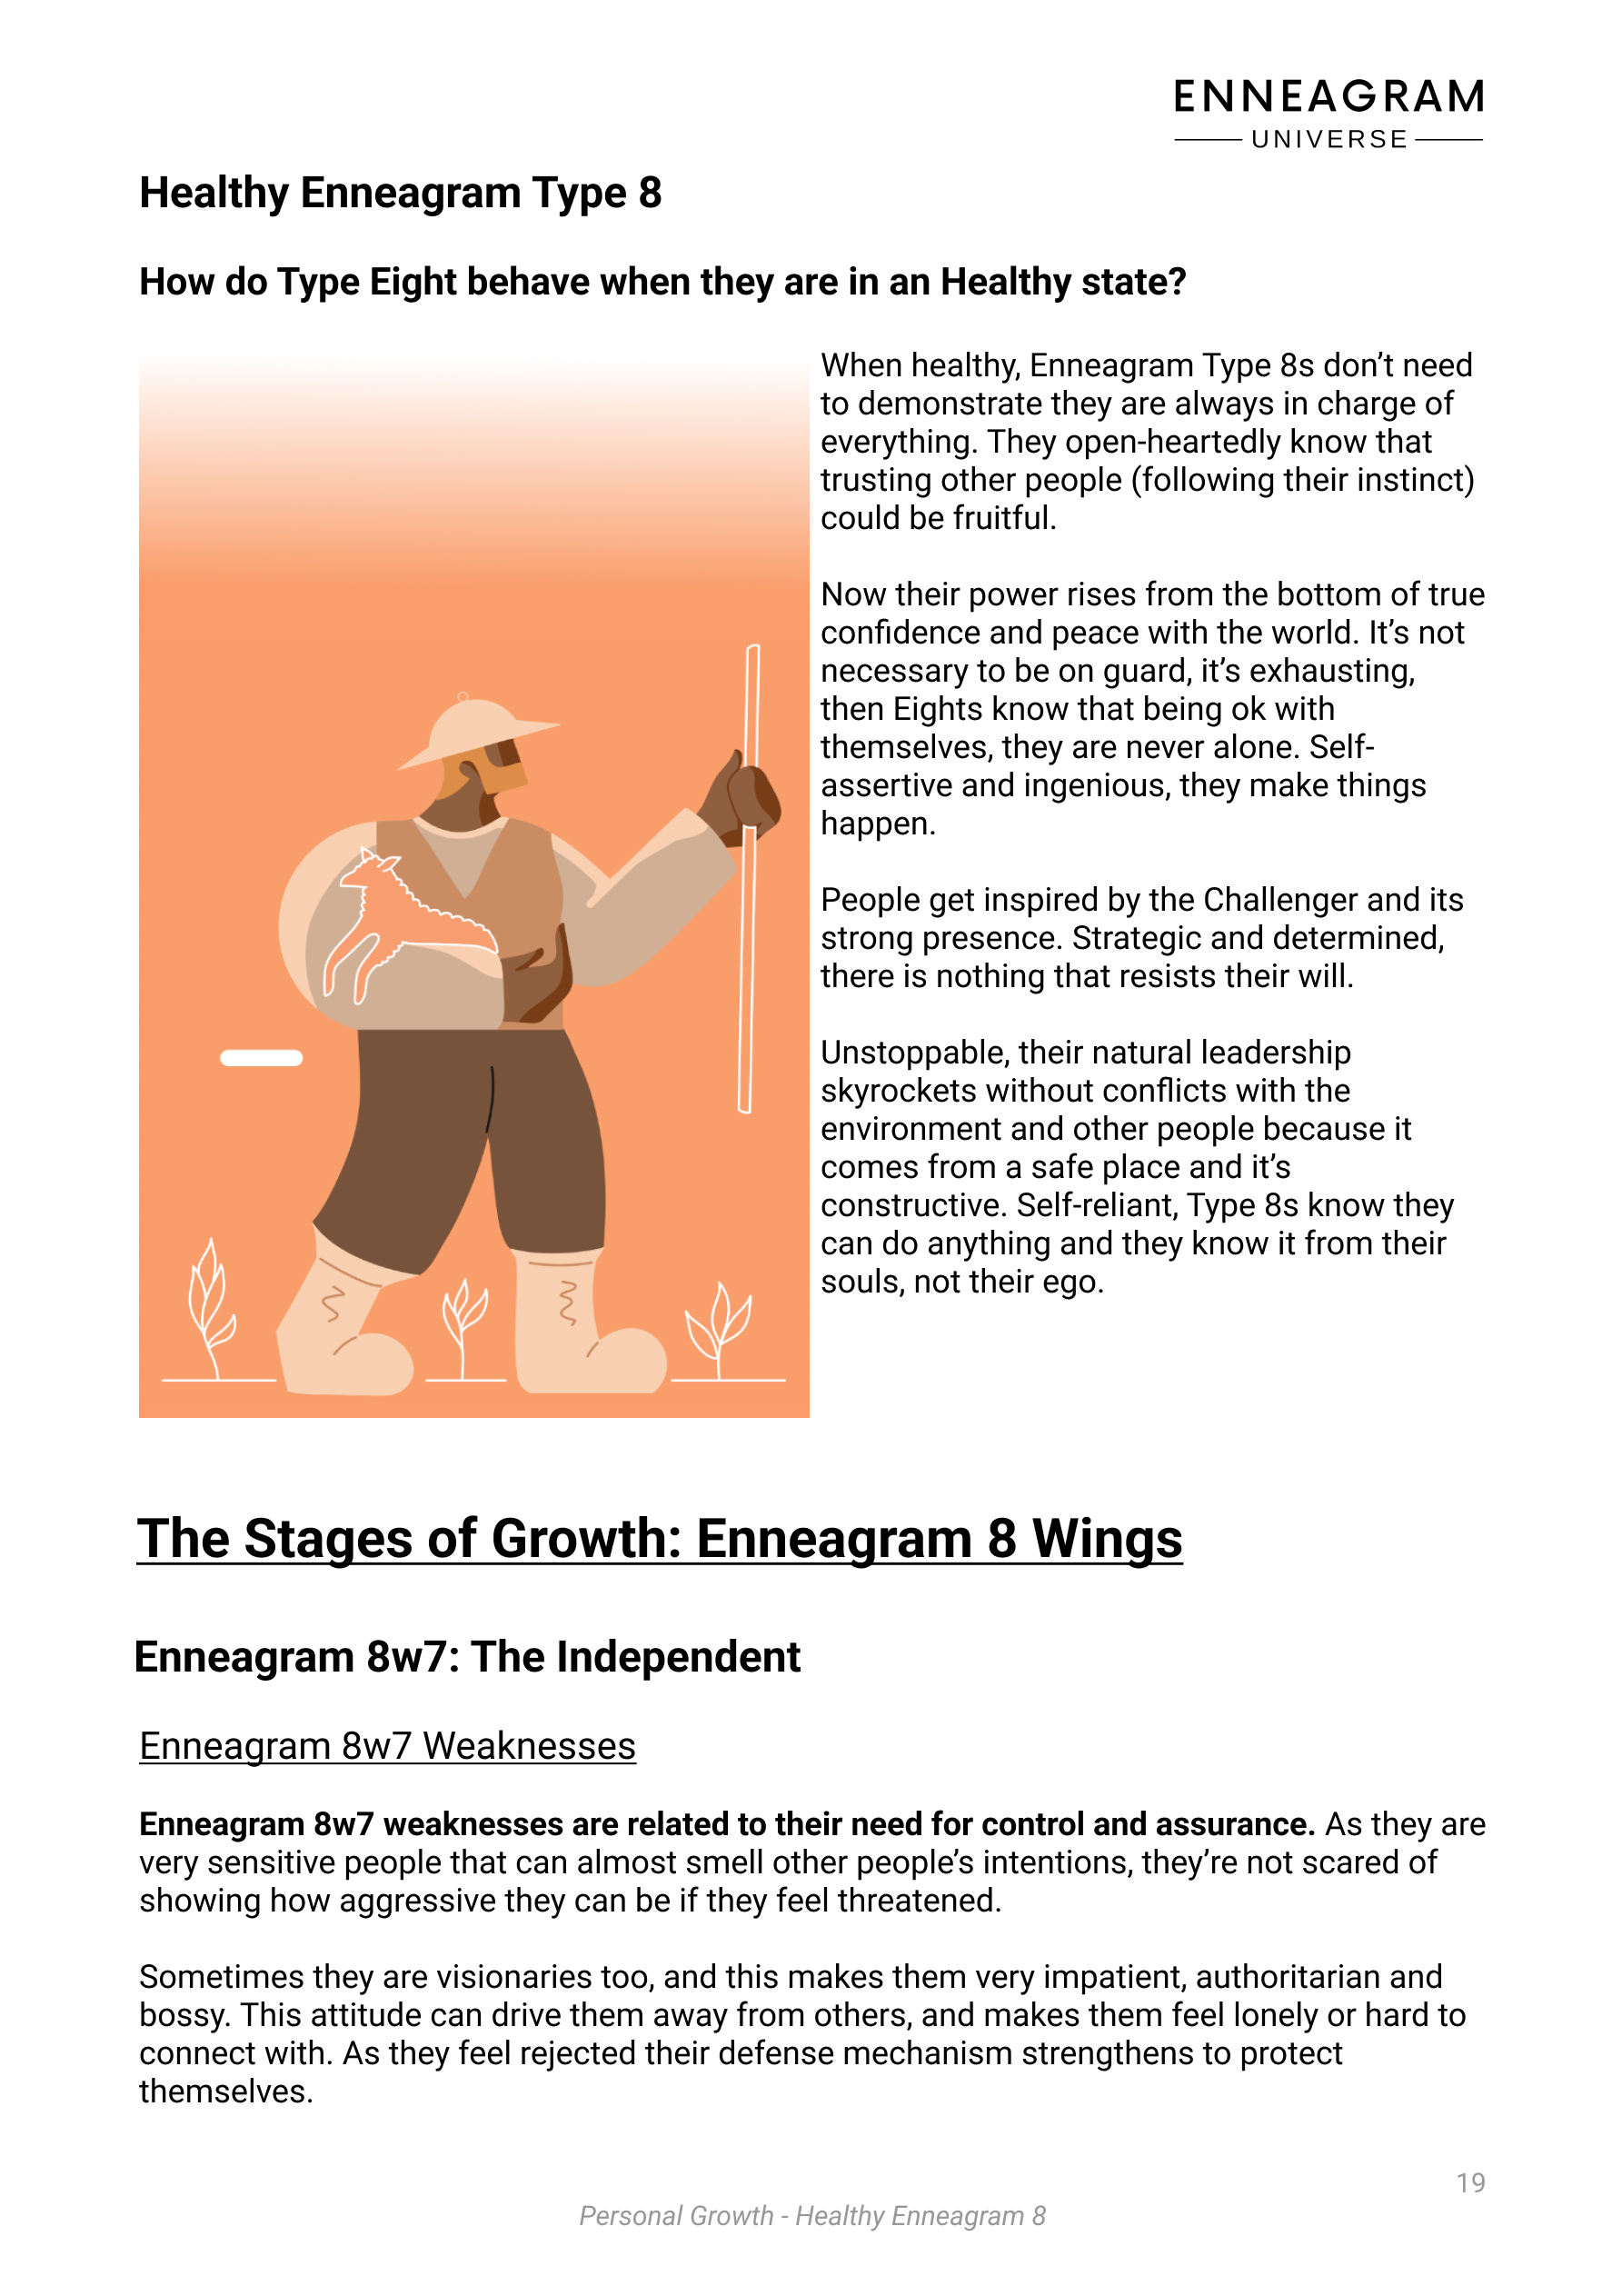 ENNEAGRAM
UNIVERSE
Healthy Enneagram Type 8
How do Type Eight behave when they are in an Healthy state?
When healthy, Enneagram Type 8s don’t need
to demonstrate they are always in charge of
everything. They open-heartedly know that
trusting other people (following their instinct)
could be fruitful.
Now their power rises from the bottom of true
confidence and peace with the world. It’s not
necessary to be on guard, it’s exhausting,
then Eights know that being ok with
themselves, they are never alone. Self-
assertive and ingenious, they make things
happen.
People get inspired by the Challenger and its
strong presence. Strategic and determined,
there is nothing that resists their will.
Unstoppable, their natural leadership
skyrockets without conflicts with the
environment and other people because it
comes from a safe place and it’s
constructive. Self-reliant, Type 8s know they
can do anything and they know it from their
souls, not their ego.
The Stages of Growth: Enneagram 8 Wings
Enneagram 8w7: The Independent
Enneagram 8w7 Weaknesses
Enneagram 8w7 weaknesses are related to their need for control and assurance. As they are
very sensitive people that can almost smell other people’s intentions, they’re not scared of
showing how aggressive they can be if they feel threatened.
Sometimes they are visionaries too, and this makes them very impatient, authoritarian and
bossy. This attitude can drive them away from others, and makes them feel lonely or hard to
connect with. As they feel rejected their defense mechanism strengthens to protect
themselves.
19
Personal Growth - Healthy Enneagram 8